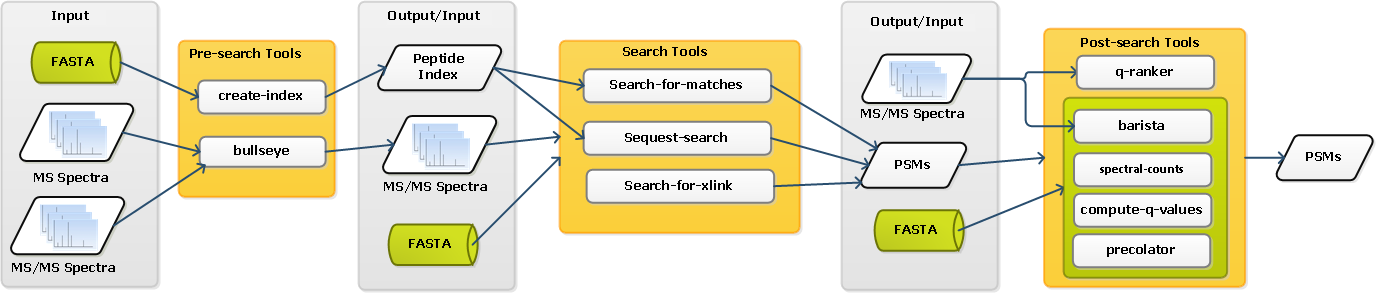 Input
FASTA
MS Spectra
MS/MS Spectra
Pre-search Tools
create-index
bullseye
Output/Input
Peptide
Index
MS/MS Spectra
FASTA
Search Tools
Search-for-matches
Sequest-search
Search-for-xlink
Output/Input
MS/MS Spectra
PSMs
FASTA
Post-search Tools
q-ranker
barista
spectral-counts
compute-q-values
precolator
PSMs